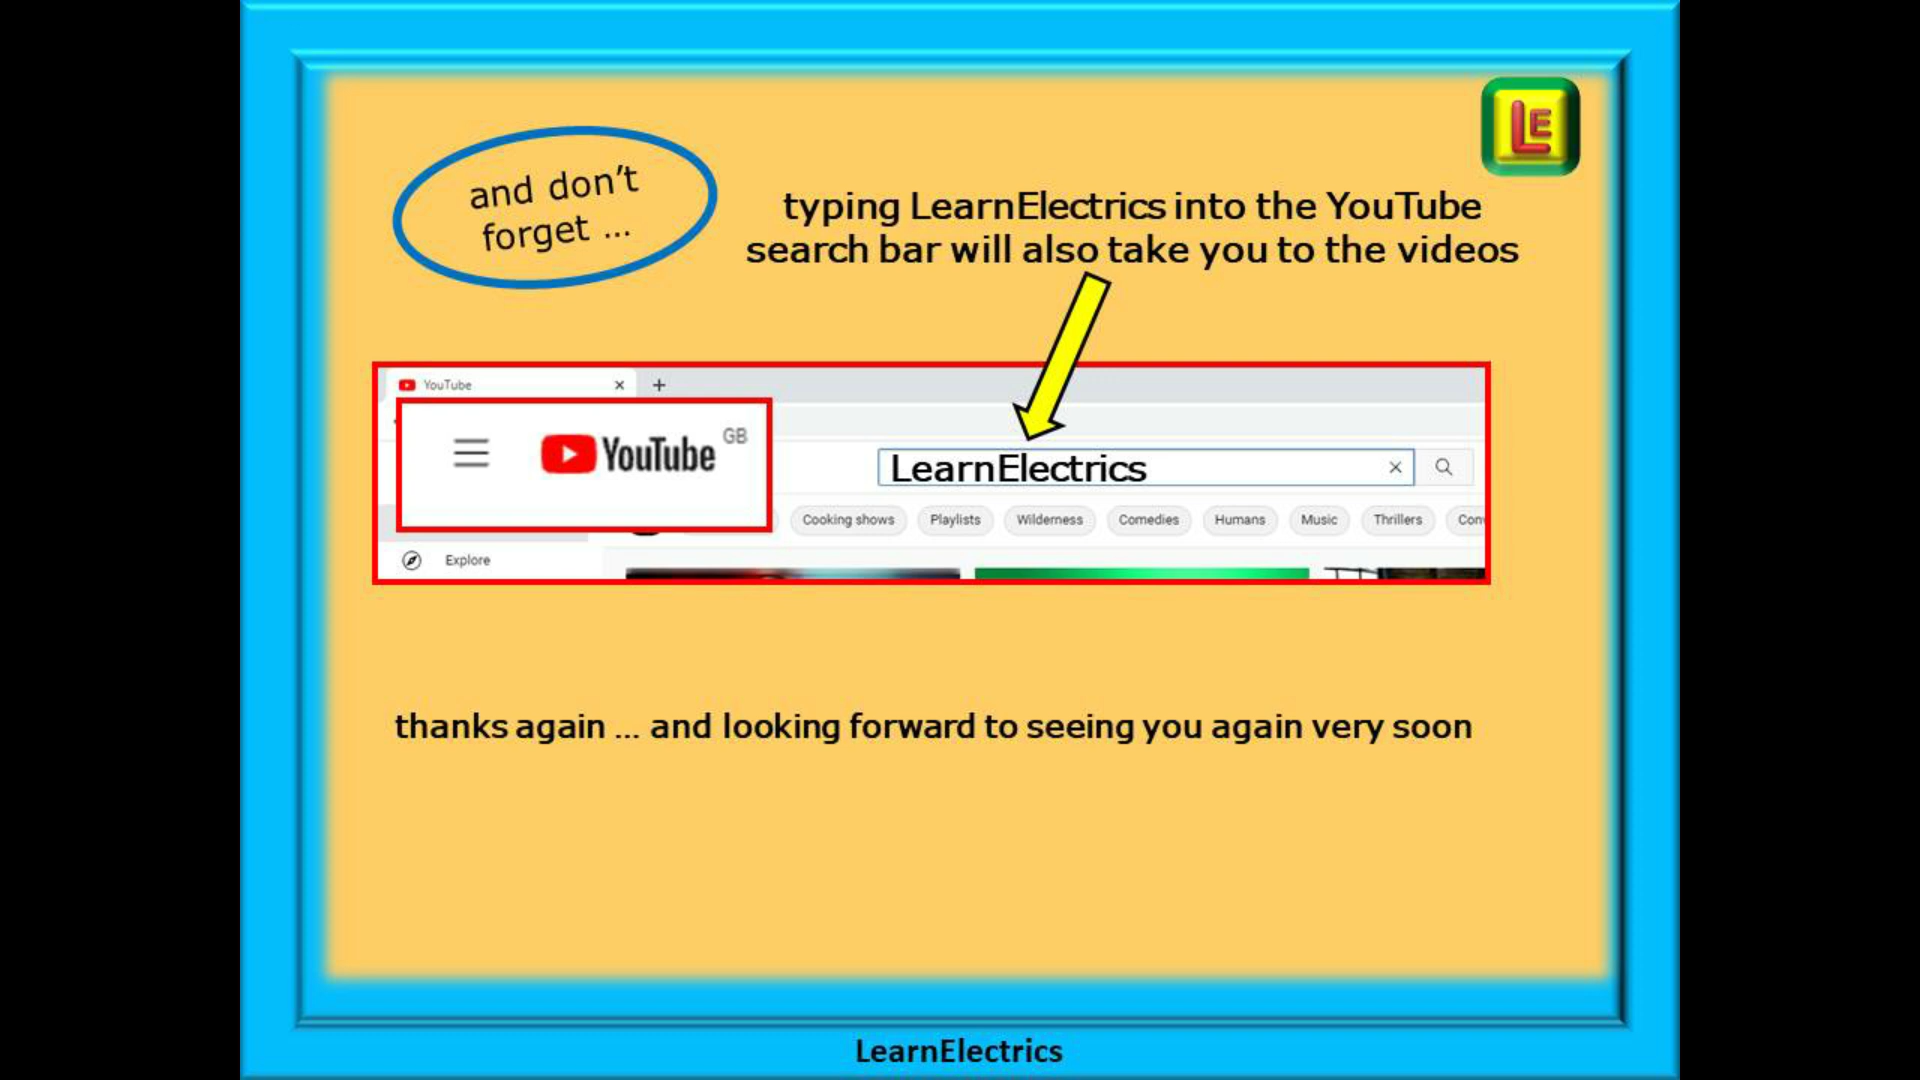 LE
and don't
forget ...
typing LearnElectrics into the YouTube
search bar will also take you to the videos
YouTube
YouTube GB
LearnElectrics
Cooking shows Playlists Wilderness Comedies Humans Music Thrillers
Explore
thanks again ... and looking forward to seeing you again very soon
LearnElectrics